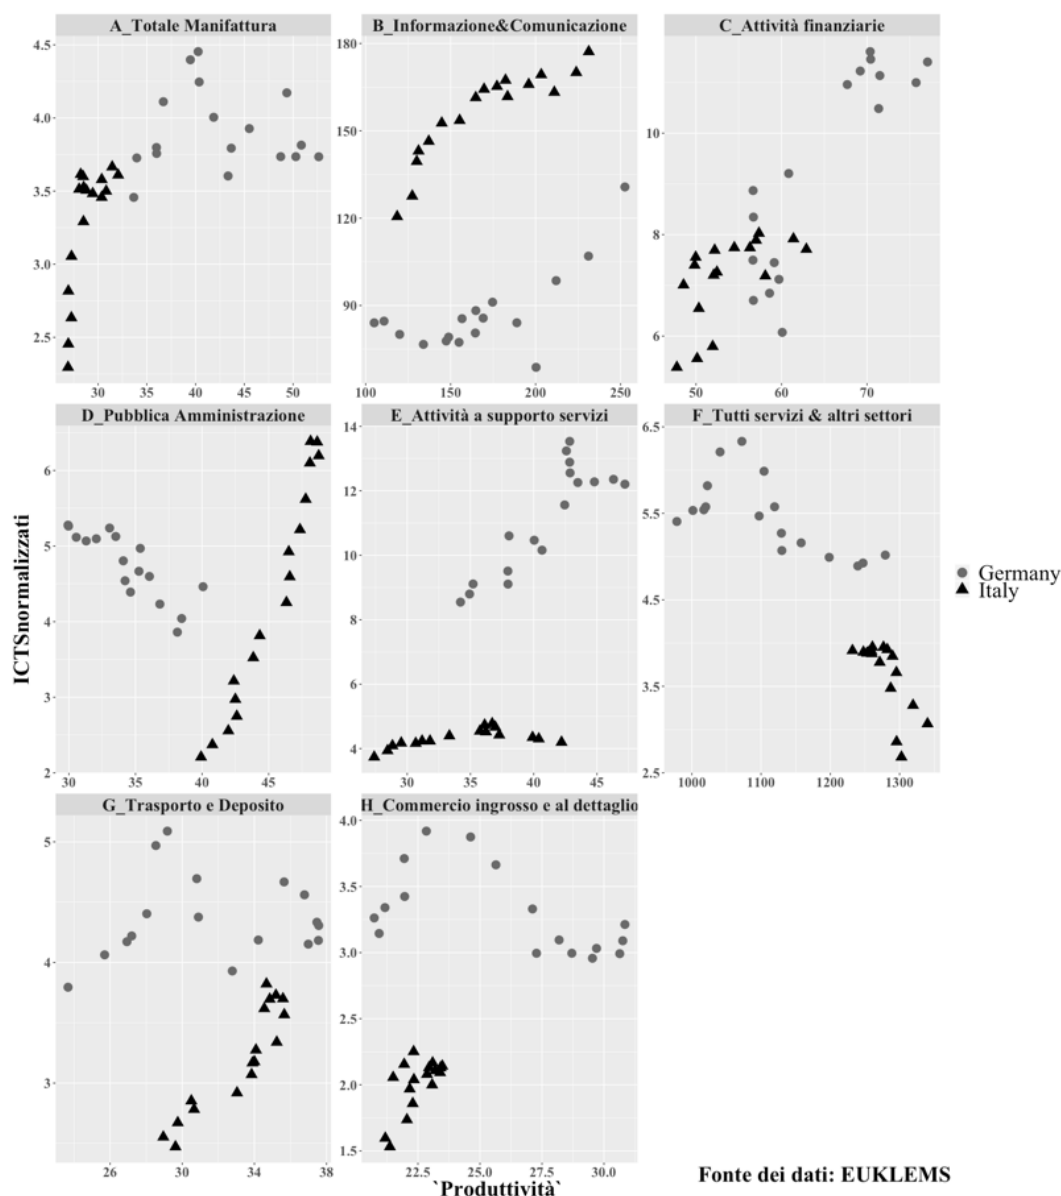 A_Totale Manifattura
B_Informazione&Comunicazione
C_Attività finanziarie
4.5
4.0
3.5
3.0
2.5
30 35 40 45 50
180
150
120
90
100 150 200 250
10
8
6
50 60 70
D_Pubblica Amministrazione
E_Attività a supporto servizi
F_Tutti servizi & altri settori
6
5
4
3
2
30 35 40 45
14
12
10
8
6
4
30 35 40 45
6.5
5.5
4.5
3.5
2.5
1000 1100 1200 1300
ICTSnormalizzati
Germany
Italy
G_Trasporto e Deposito
H_Commercio ingrosso e al dettaglio
5
4
3
26 30 34 38
4.0
3.5
3.0
2.5
2.0
1.5
22.5 25.0 27.5 30.0
`Produttività`
Fonte dei dati: EUKLEMS